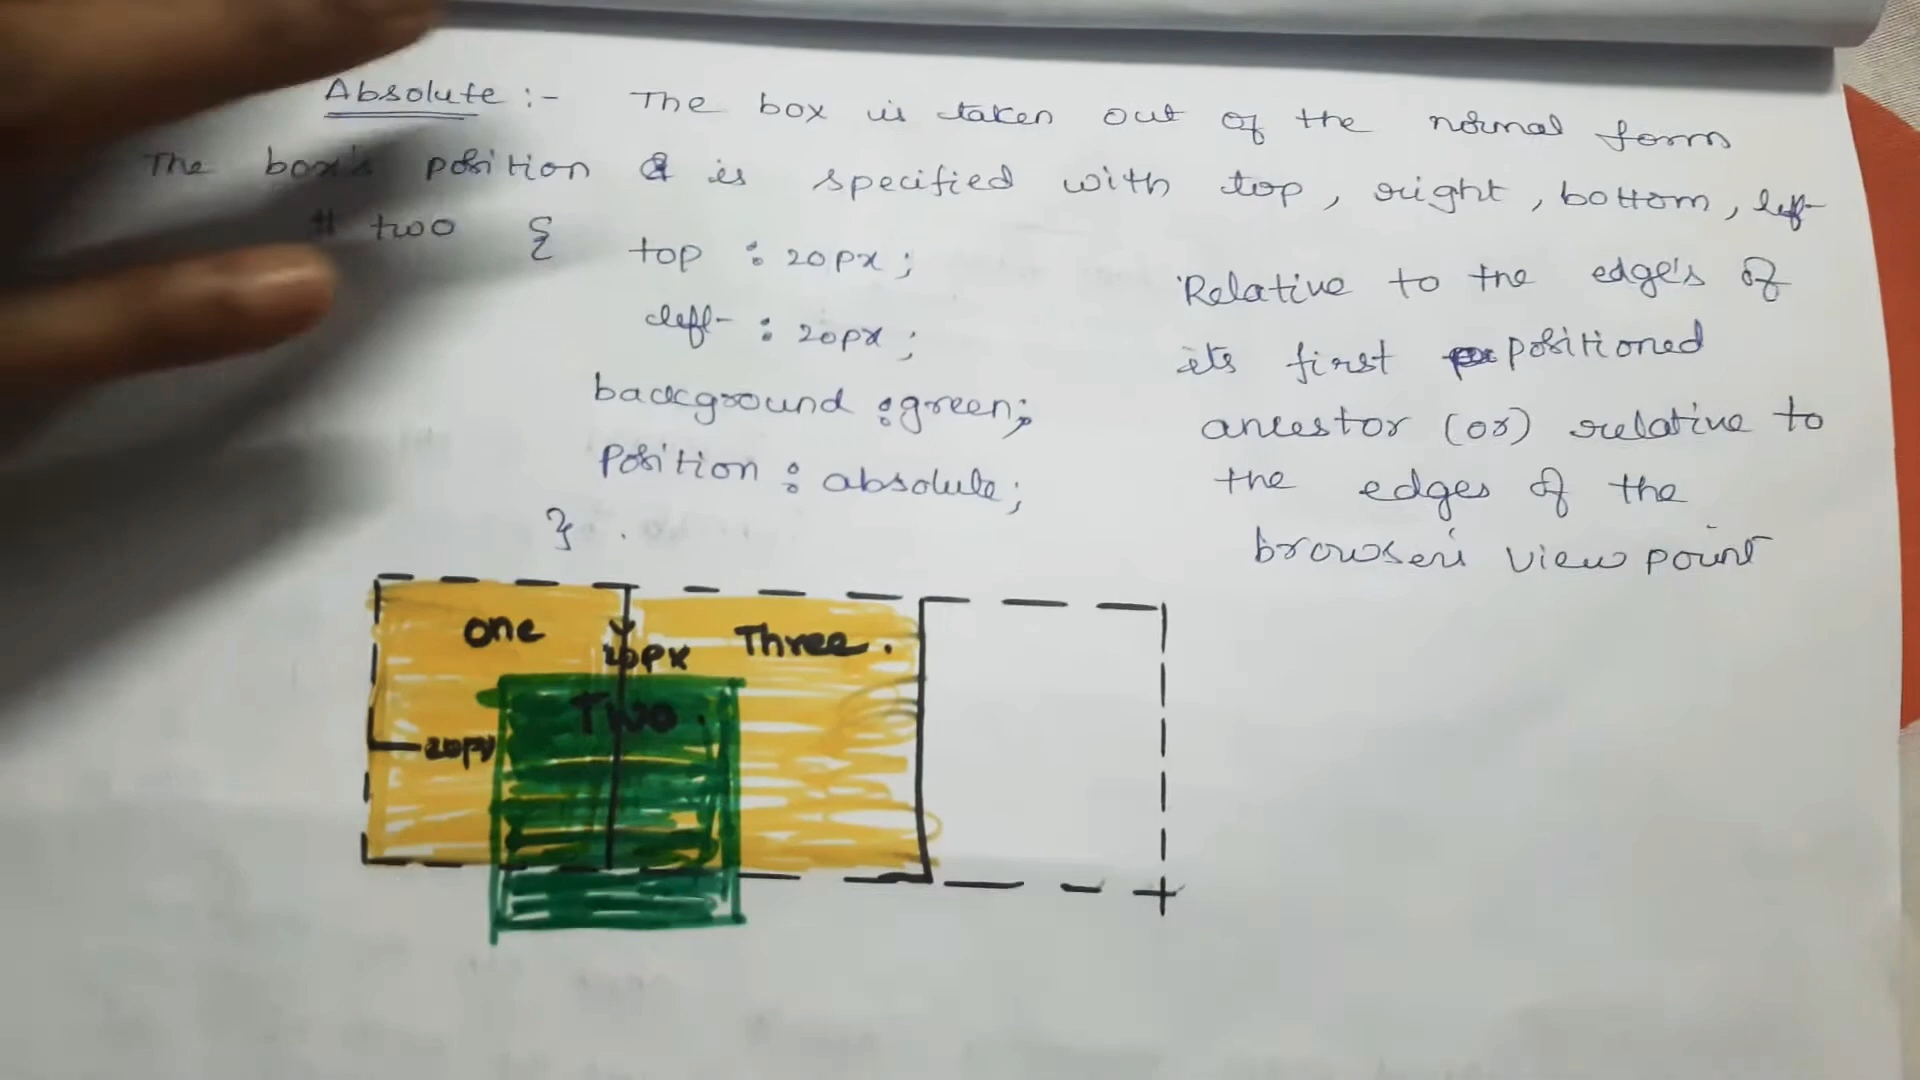 Absolute :- The box is taken out of the normal form
The box's position is specified with top, right, bottom, left
# two {
top : 20px;
left : 20px;
background : green;
position : absolute;
}
Relative to the edge's of
its first positioned
ancestor (or) relative to
the edges of the
browser's view point
one
20px
Three.
Two.
20px